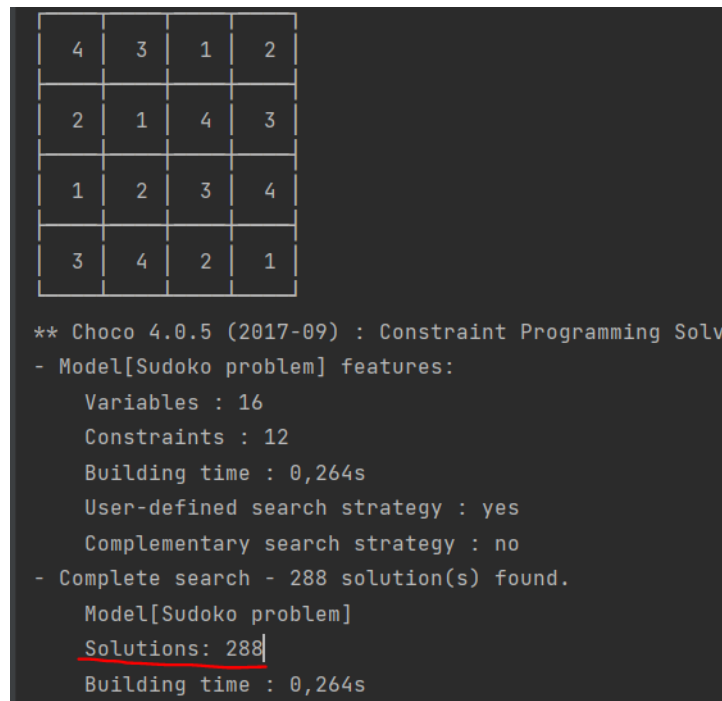 4 3 1 2
2 1 4 3
1 2 3 4
3 4 2 1
** Choco 4.0.5 (2017-09) : Constraint Programming Solv
- Model[Sudoko problem] features:
Variables : 16
Constraints : 12
Building time : 0,264s
User-defined search strategy : yes
Complementary search strategy : no
- Complete search - 288 solution(s) found.
Model[Sudoko problem]
Solutions: 288
Building time : 0,264s